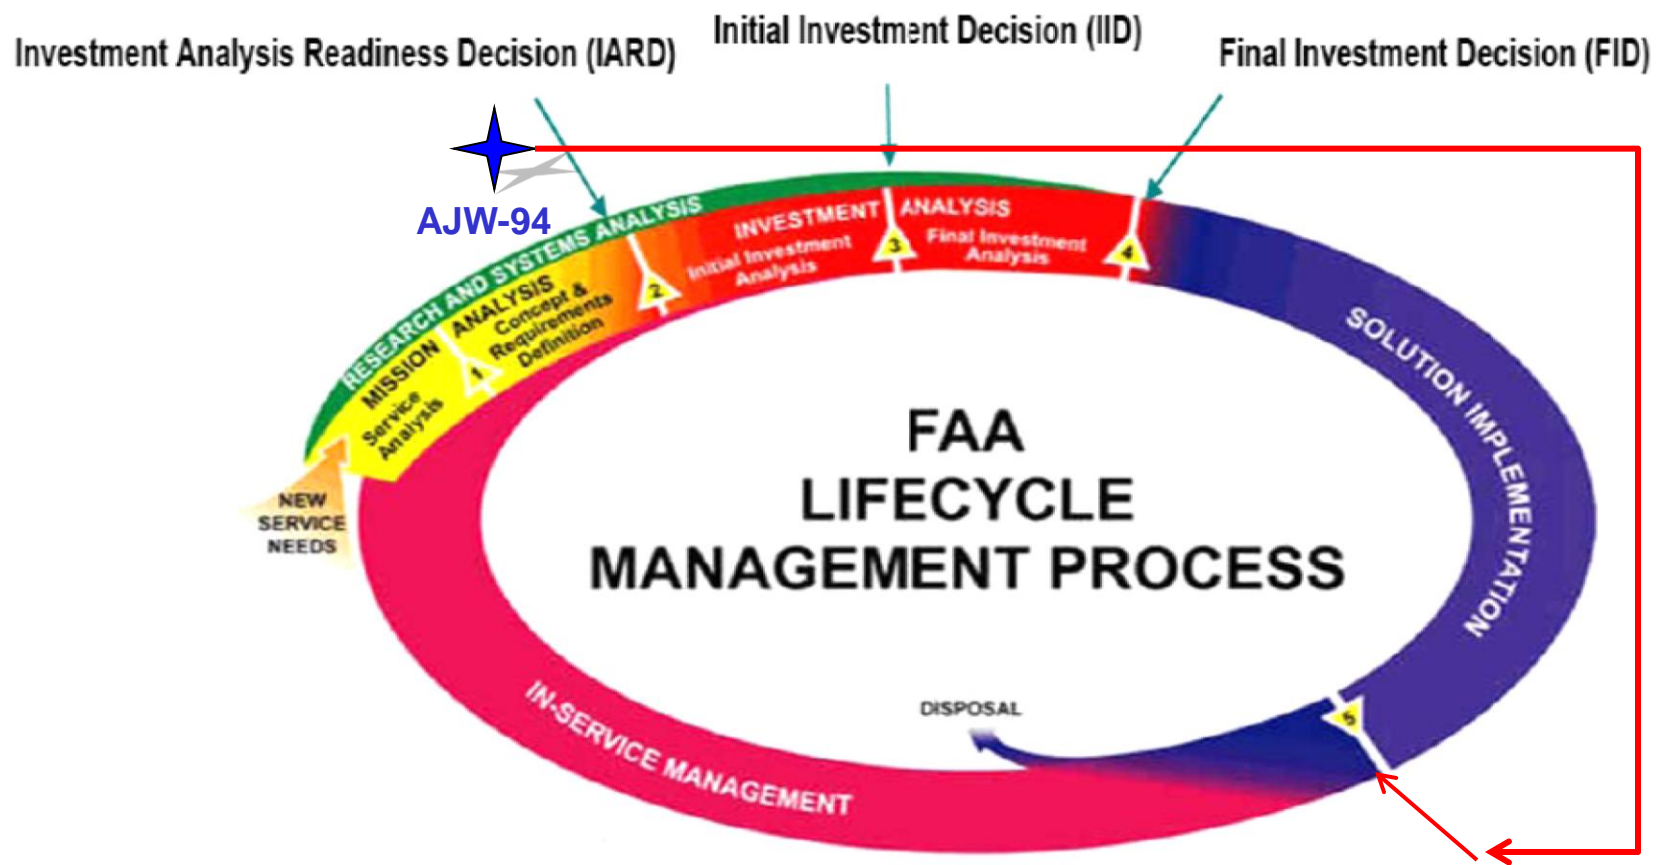 Investment Analysis Readiness Decision (IARD)
Initial Investment Decision (IID)
Final Investment Decision (FID)
AJW-94
RESEARCH AND SYSTEMS ANALYSIS
MISSION ANALYSIS
Service
Analysis
1
Concept &
Requirements
Definition
2
INVESTMENT ANALYSIS
Initial Investment
Analysis
3
Final Investment
Analysis
4
SOLUTION IMPLEMENTATION
5
NEW
SERVICE
NEEDS
FAA
LIFECYCLE
MANAGEMENT PROCESS
DISPOSAL
IN-SERVICE MANAGEMENT